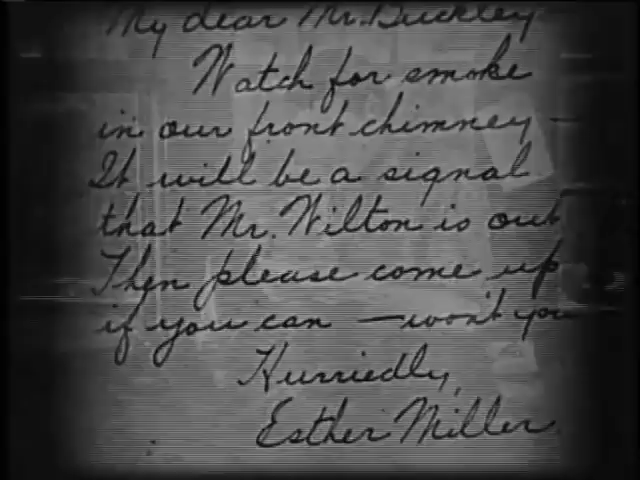 My dear Mr. Buckley
Watch for smoke
in our front chimney —
It will be a signal
that Mr. Wilton is out
Then please come up
if you can — won't you
Hurriedly,
Esther Miller